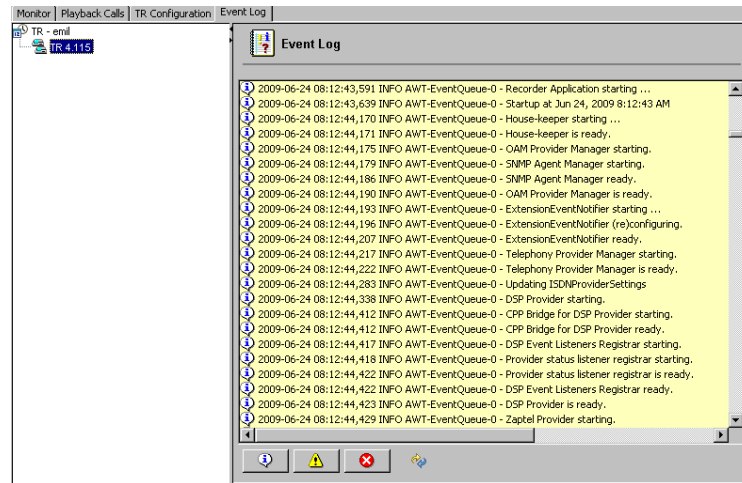 Monitor Playback Calls TR Configuration Event Log
TR - emil
TR 4.115
Event Log
2009-06-24 08:12:43,591 INFO AWT-EventQueue-0 - Recorder Application starting ...
2009-06-24 08:12:43,639 INFO AWT-EventQueue-0 - Startup at Jun 24, 2009 8:12:43 AM
2009-06-24 08:12:44,170 INFO AWT-EventQueue-0 - House-keeper starting ...
2009-06-24 08:12:44,171 INFO AWT-EventQueue-0 - House-keeper is ready.
2009-06-24 08:12:44,175 INFO AWT-EventQueue-0 - OAM Provider Manager starting.
2009-06-24 08:12:44,179 INFO AWT-EventQueue-0 - SNMP Agent Manager starting.
2009-06-24 08:12:44,186 INFO AWT-EventQueue-0 - SNMP Agent Manager ready.
2009-06-24 08:12:44,190 INFO AWT-EventQueue-0 - OAM Provider Manager is ready.
2009-06-24 08:12:44,193 INFO AWT-EventQueue-0 - ExtensionEventNotifier starting ...
2009-06-24 08:12:44,196 INFO AWT-EventQueue-0 - ExtensionEventNotifier (re)configuring.
2009-06-24 08:12:44,207 INFO AWT-EventQueue-0 - ExtensionEventNotifier ready.
2009-06-24 08:12:44,217 INFO AWT-EventQueue-0 - Telephony Provider Manager starting.
2009-06-24 08:12:44,222 INFO AWT-EventQueue-0 - Telephony Provider Manager is ready.
2009-06-24 08:12:44,283 INFO AWT-EventQueue-0 - Updating ISDNProviderSettings
2009-06-24 08:12:44,338 INFO AWT-EventQueue-0 - DSP Provider starting.
2009-06-24 08:12:44,412 INFO AWT-EventQueue-0 - CPP Bridge for DSP Provider starting.
2009-06-24 08:12:44,412 INFO AWT-EventQueue-0 - CPP Bridge for DSP Provider ready.
2009-06-24 08:12:44,417 INFO AWT-EventQueue-0 - DSP Event Listeners Registrar starting.
2009-06-24 08:12:44,418 INFO AWT-EventQueue-0 - Provider status listener registrar starting.
2009-06-24 08:12:44,422 INFO AWT-EventQueue-0 - Provider status listener registrar is ready.
2009-06-24 08:12:44,422 INFO AWT-EventQueue-0 - DSP Event Listeners Registrar ready.
2009-06-24 08:12:44,423 INFO AWT-EventQueue-0 - DSP Provider is ready.
2009-06-24 08:12:44,429 INFO AWT-EventQueue-0 - Zaptel Provider starting.